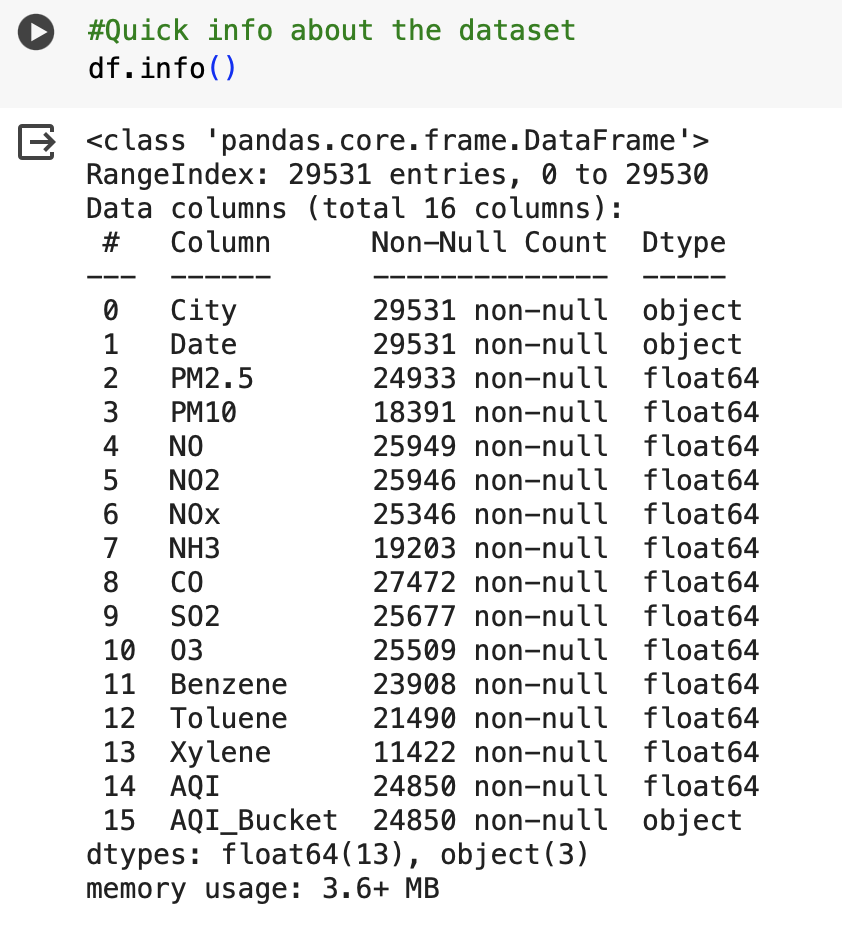 #Quick info about the dataset
df.info()
<class 'pandas.core.frame.DataFrame'>
RangeIndex: 29531 entries, 0 to 29530
Data columns (total 16 columns):
 #   Column      Non-Null Count  Dtype
---  ------      --------------  -----
 0   City        29531 non-null  object
 1   Date        29531 non-null  object
 2   PM2.5       24933 non-null  float64
 3   PM10        18391 non-null  float64
 4   NO          25949 non-null  float64
 5   NO2         25946 non-null  float64
 6   NOx         25346 non-null  float64
 7   NH3         19203 non-null  float64
 8   CO          27472 non-null  float64
 9   SO2         25677 non-null  float64
 10  O3          25509 non-null  float64
 11  Benzene     23908 non-null  float64
 12  Toluene     21490 non-null  float64
 13  Xylene      11422 non-null  float64
 14  AQI         24850 non-null  float64
 15  AQI_Bucket  24850 non-null  object
dtypes: float64(13), object(3)
memory usage: 3.6+ MB